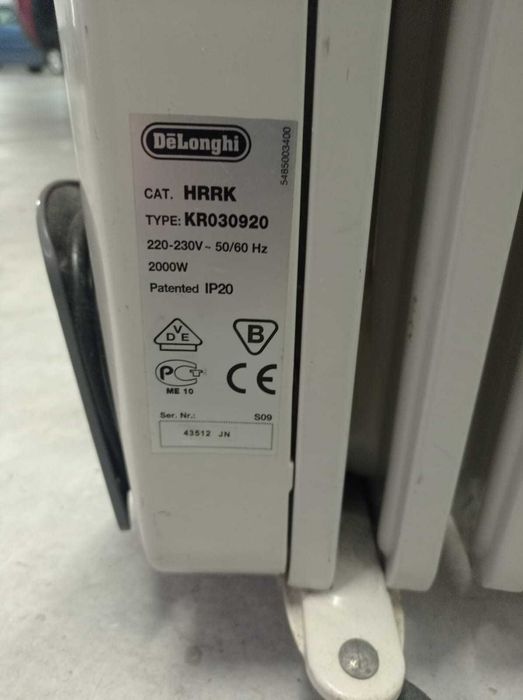 DēLonghi
5485003400
CAT. HRRK
TYPE: KR030920
220-230V~ 50/60 Hz
2000W
Patented IP20
D V E
B
PCT
ME 10
CE
Ser. Nr.: S09
43512 JN